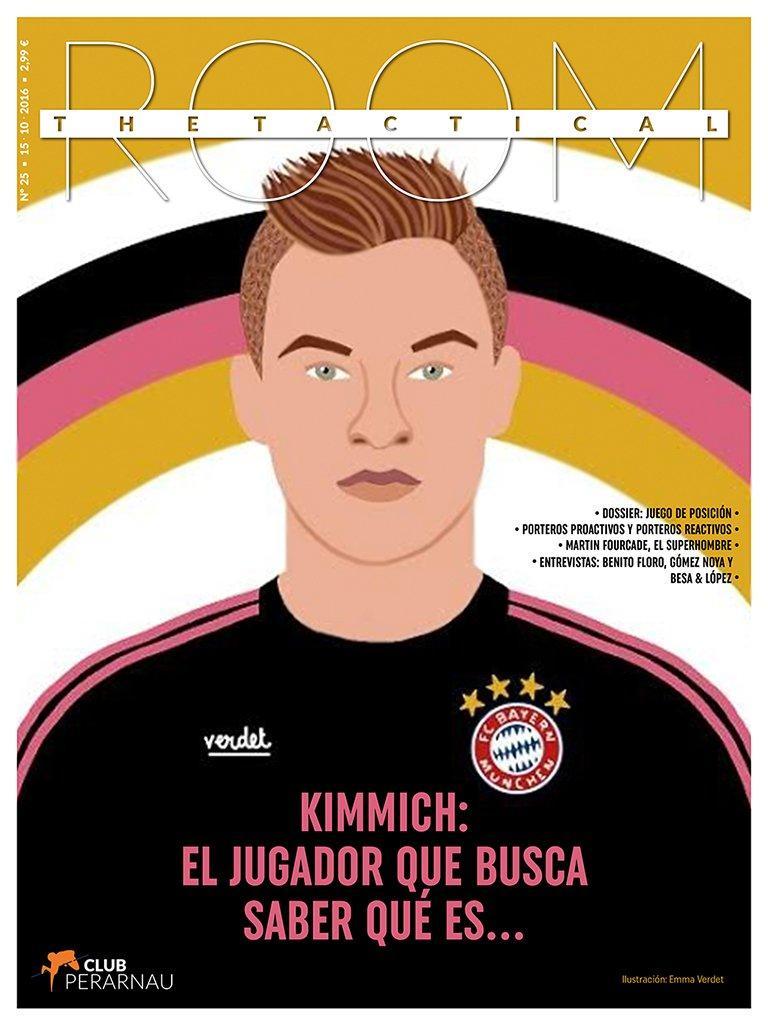 ROOM
THE TACTICAL
Nº 25 ▪ 15 · 10 · 2016 ▪ 2,99 €
• DOSSIER: JUEGO DE POSICIÓN •
• PORTEROS PROACTIVOS Y PORTEROS REACTIVOS •
• MARTIN FOURCADE, EL SUPERHOMBRE •
• ENTREVISTAS: BENITO FLORO, GÓMEZ NOYA Y
BESA & LÓPEZ •
verdet
FC BAYERN
MÜNCHEN
KIMMICH:
EL JUGADOR QUE BUSCA
SABER QUÉ ES...
CLUB
PERARNAU
Ilustración: Emma Verdet